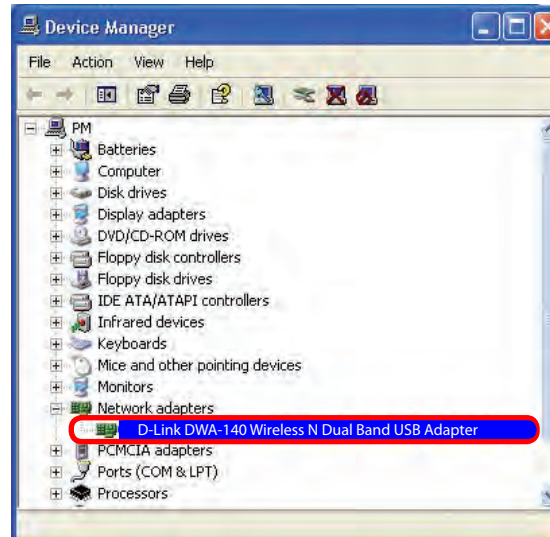 Device Manager
File Action View Help
PM
Batteries
Computer
Disk drives
Display adapters
DVD/CD-ROM drives
Floppy disk controllers
Floppy disk drives
IDE ATA/ATAPI controllers
Infrared devices
Keyboards
Mice and other pointing devices
Monitors
Network adapters
D-Link DWA-140 Wireless N Dual Band USB Adapter
PCMCIA adapters
Ports (COM & LPT)
Processors